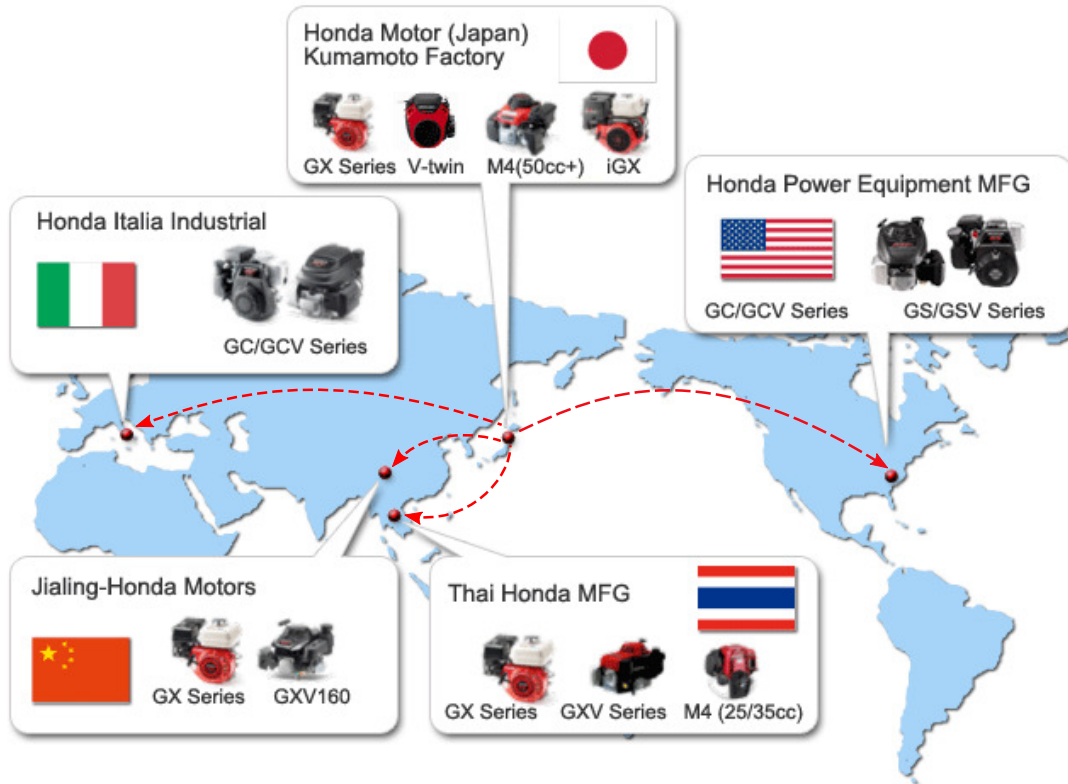 Honda Motor (Japan)
Kumamoto Factory
GX Series V-twin M4(50cc+) iGX
Honda Italia Industrial
GC/GCV Series
Honda Power Equipment MFG
GC/GCV Series GS/GSV Series
Jialing-Honda Motors
GX Series GXV160
Thai Honda MFG
GX Series GXV Series M4 (25/35cc)